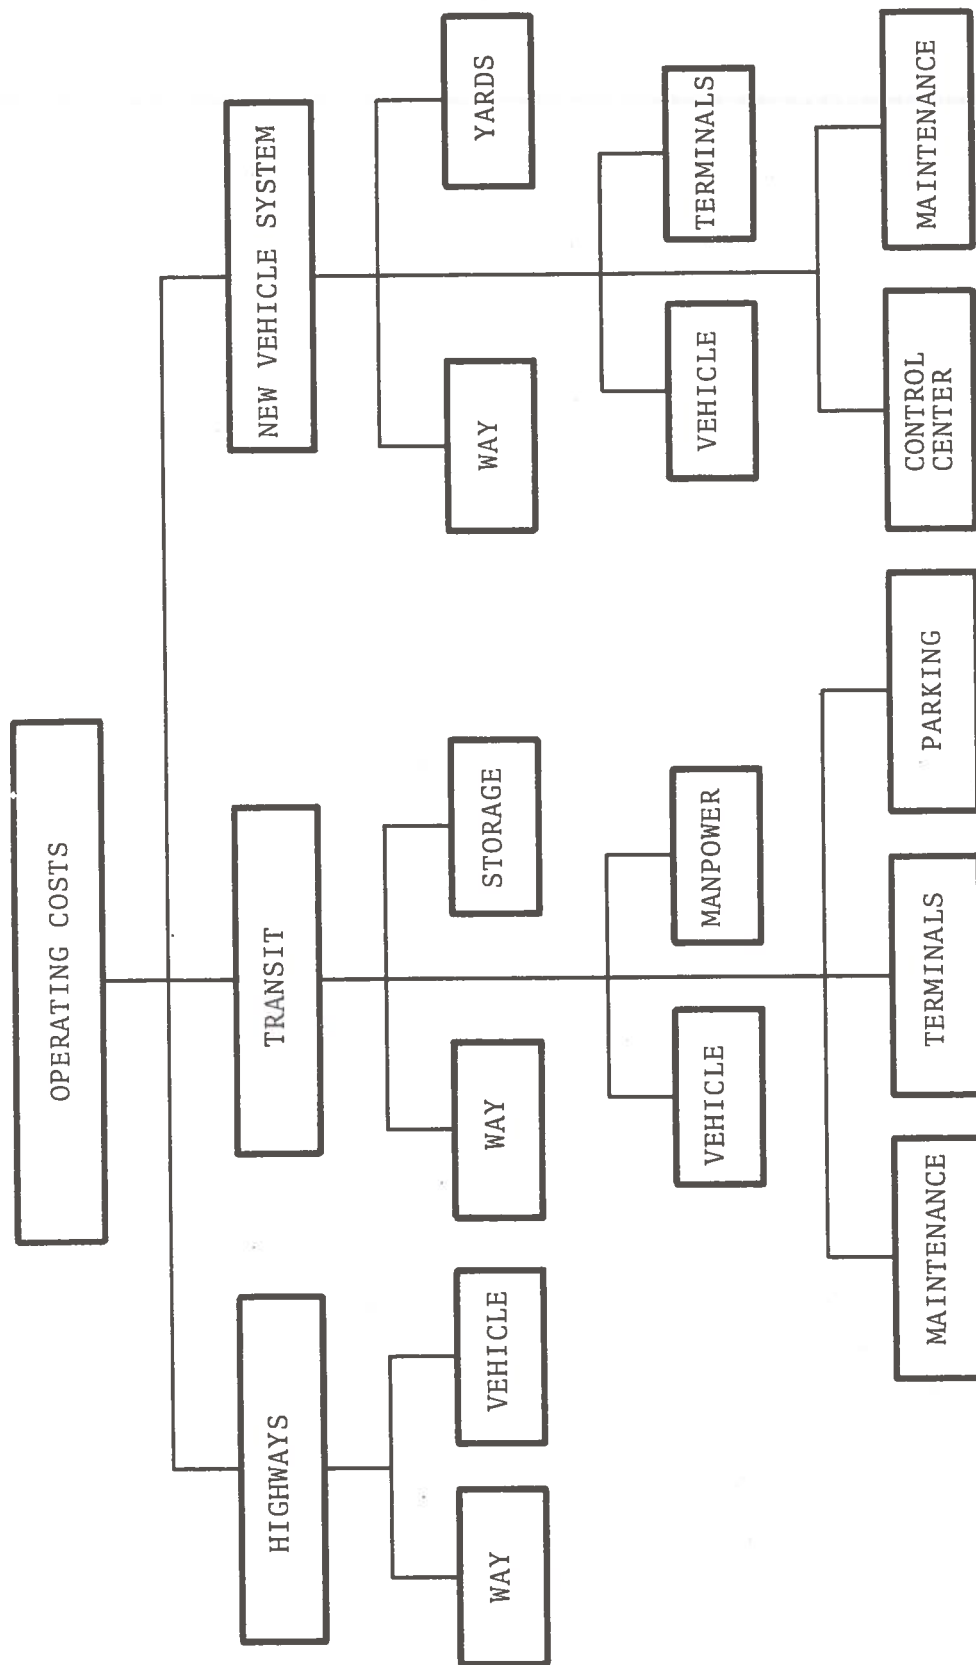 OPERATING COSTS
HIGHWAYS
TRANSIT
NEW VEHICLE SYSTEM
WAY
VEHICLE
WAY
STORAGE
WAY
YARDS
VEHICLE
MANPOWER
VEHICLE
TERMINALS
MAINTENANCE
TERMINALS
PARKING
CONTROL
CENTER
MAINTENANCE